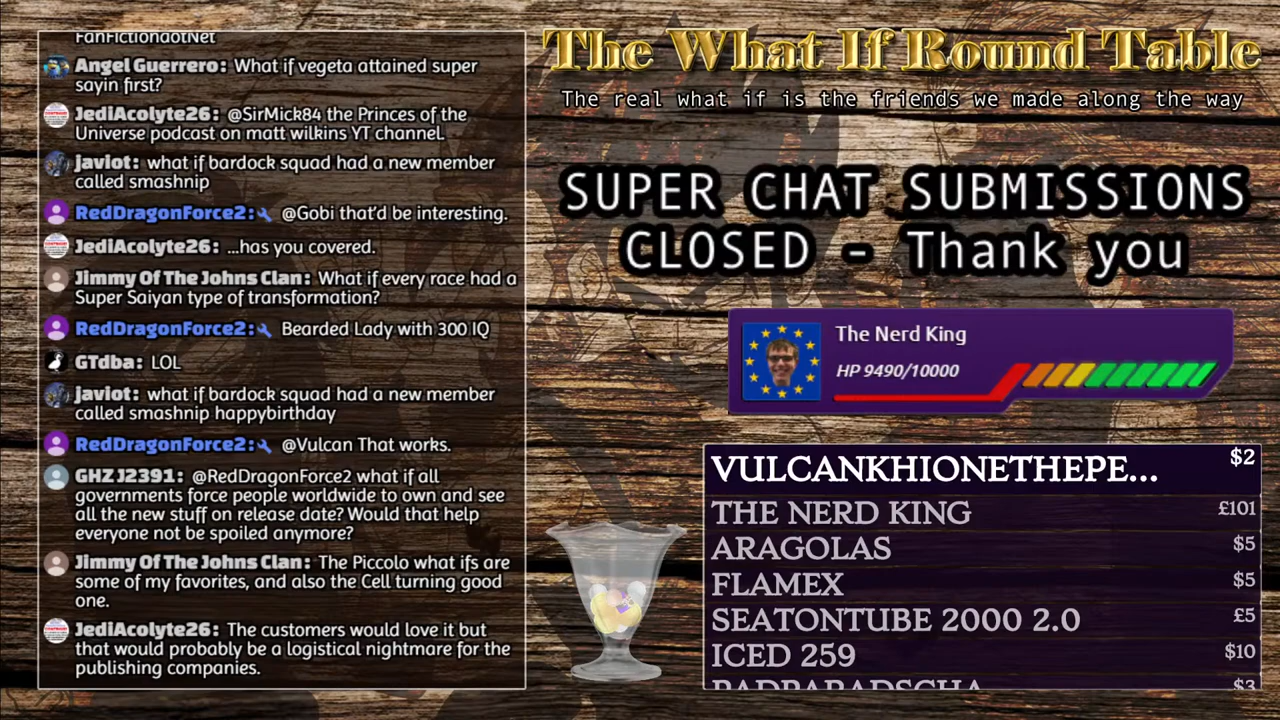 FanFictiondotNet
Angel Guerrero: What if vegeta attained super
sayin first?
JediAcolyte26: @SirMick84 the Princes of the
Universe podcast on matt wilkins YT channel.
javiot: what if bardock squad had a new member
called smashnip
RedDragonForce2: @Gobi that'd be interesting.
JediAcolyte26: ...has you covered.
Jimmy Of The Johns Clan: What if every race had a
Super Saiyan type of transformation?
RedDragonForce2: Bearded Lady with 300 IQ
GTdba: LOL
javiot: what if bardock squad had a new member
called smashnip happybirthday
RedDragonForce2: @Vulcan That works.
GHZ J2391: @RedDragonForce2 what if all
governments force people worldwide to own and see
all the new stuff on release date? Would that help
everyone not be spoiled anymore?
Jimmy Of The Johns Clan: The Piccolo what ifs are
some of my favorites, and also the Cell turning good
one.
JediAcolyte26: The customers would love it but
that would probably be a logistical nightmare for the
publishing companies.
The What If Round Table
The real what if is the friends we made along the way
SUPER CHAT SUBMISSIONS
CLOSED - Thank you
The Nerd King
HP 9490/10000
VULCANKHIONETHEPE... $2
THE NERD KING £101
ARAGOLAS $5
FLAMEX $5
SEATONTUBE 2000 2.0 £5
ICED 259 $10
PADPARADSCHA $3